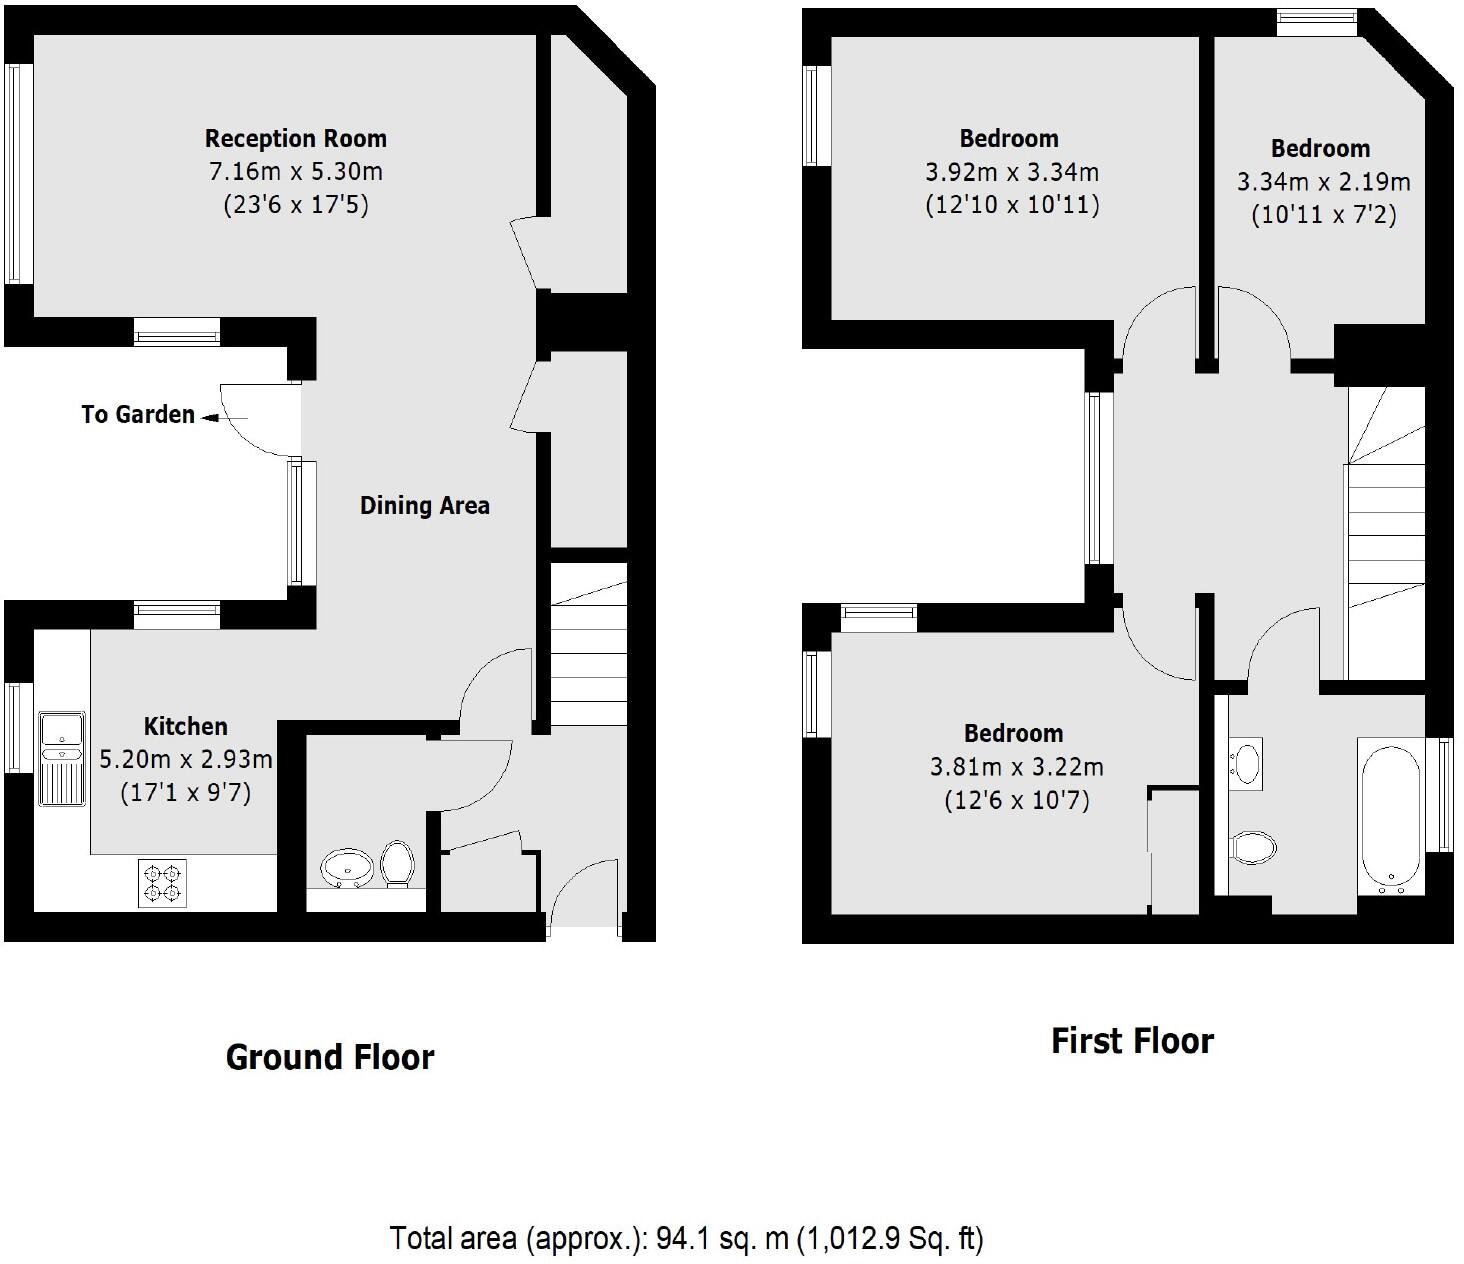 Reception Room
7.16m x 5.30m
(23'6 x 17'5)
To Garden
Dining Area
Kitchen
5.20m x 2.93m
(17'1 x 9'7)
Ground Floor
Bedroom
3.92m x 3.34m
(12'10 x 10'11)
Bedroom
3.34m x 2.19m
(10'11 x 7'2)
Bedroom
3.81m x 3.22m
(12'6 x 10'7)
First Floor
Total area (approx.): 94.1 sq. m (1,012.9 Sq. ft)